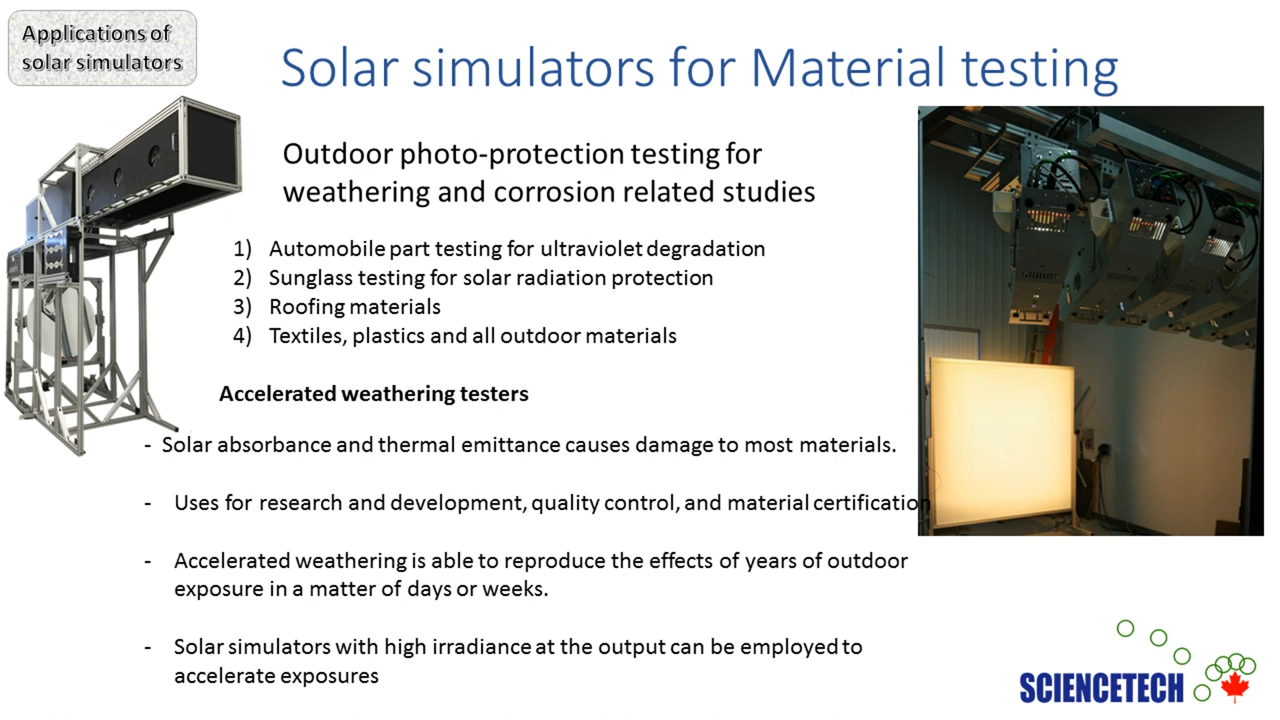 Applications of
solar simulators
Solar simulators for Material testing
Outdoor photo-protection testing for
weathering and corrosion related studies
1) Automobile part testing for ultraviolet degradation
2) Sunglass testing for solar radiation protection
3) Roofing materials
4) Textiles, plastics and all outdoor materials
Accelerated weathering testers
- Solar absorbance and thermal emittance causes damage to most materials.
- Uses for research and development, quality control, and material certification
- Accelerated weathering is able to reproduce the effects of years of outdoor
exposure in a matter of days or weeks.
- Solar simulators with high irradiance at the output can be employed to
accelerate exposures
SCIENCETECH